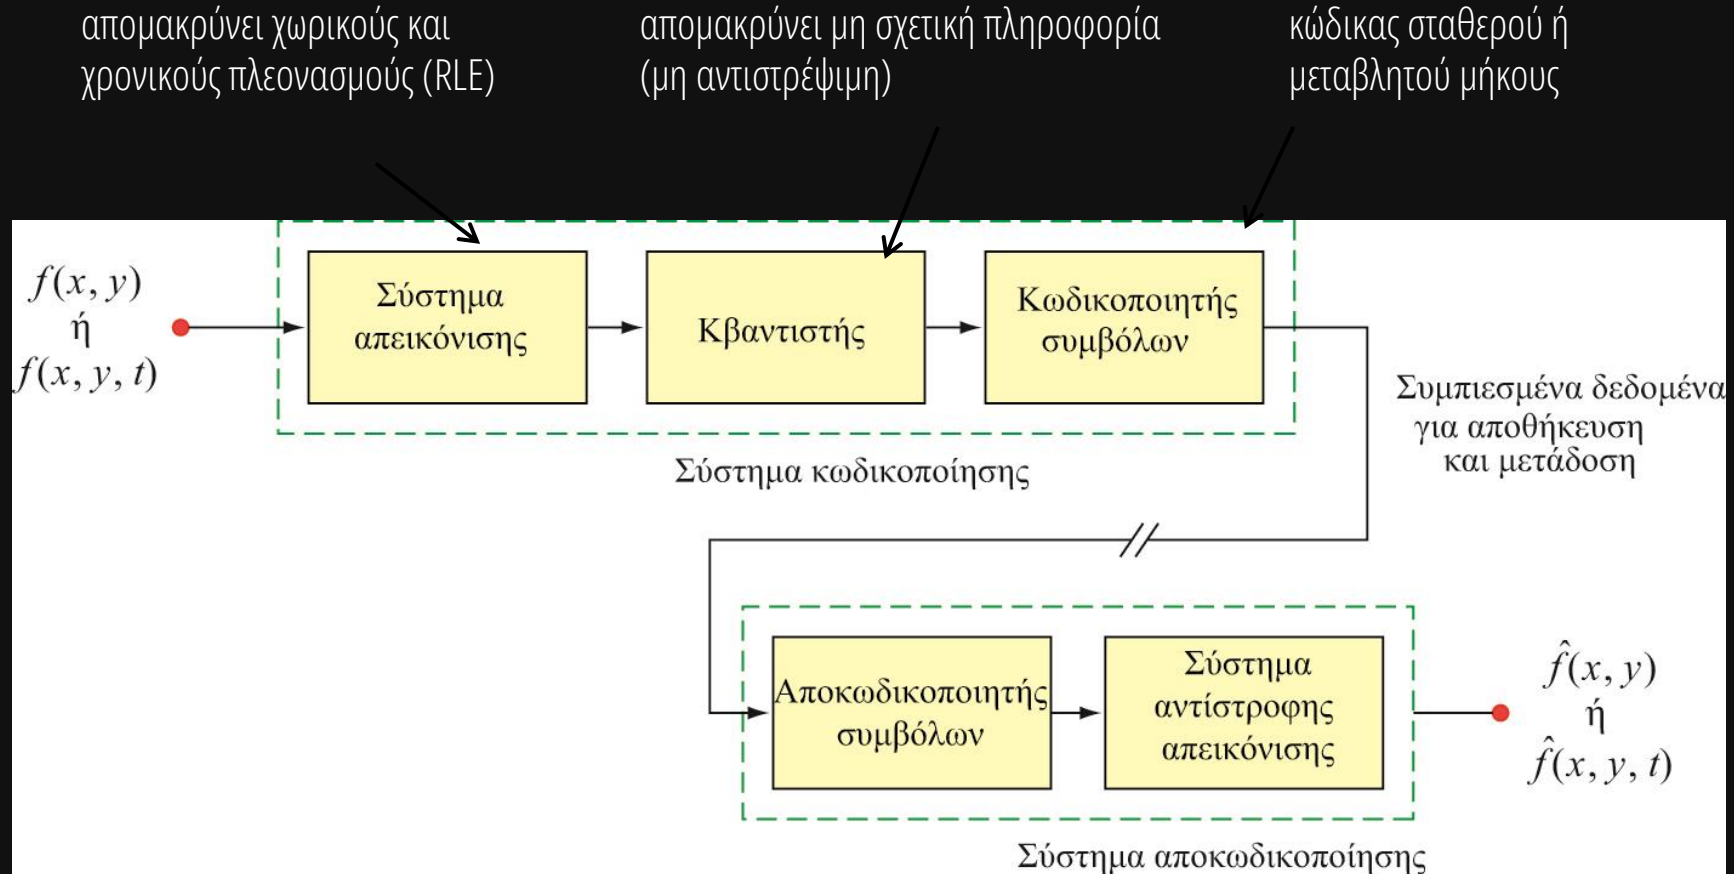 απομακρύνει χωρικούς και
χρονικούς πλεονασμούς (RLE)
απομακρύνει μη σχετική πληροφορία
(μη αντιστρέψιμη)
κώδικας σταθερού ή
μεταβλητού μήκους
f(x, y)
ή
f(x, y, t)
Σύστημα
απεικόνισης
Κβαντιστής
Κωδικοποιητής
συμβόλων
Σύστημα κωδικοποίησης
Συμπιεσμένα δεδομένα
για αποθήκευση
και μετάδοση
Αποκωδικοποιητής
συμβόλων
Σύστημα
αντίστροφης
απεικόνισης
f̂(x, y)
ή
f̂(x, y, t)
Σύστημα αποκωδικοποίησης